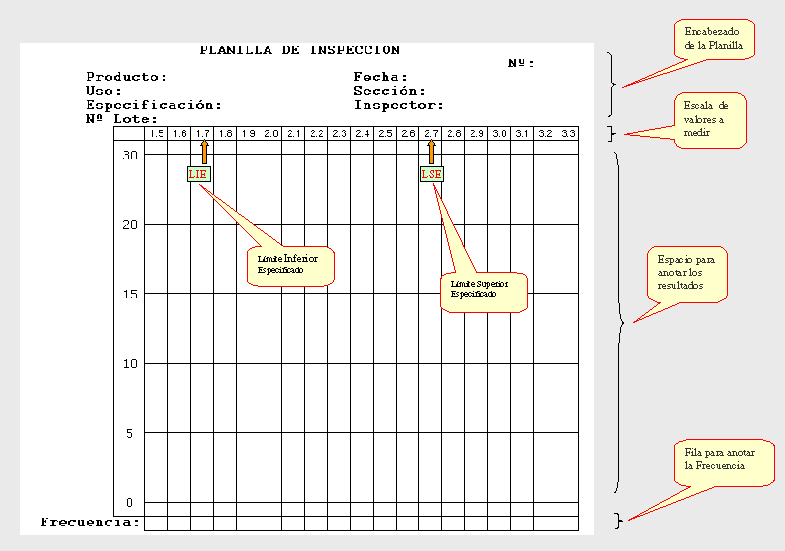 PLANILLA DE INSPECCION
Nº:
Producto: Fecha:
Uso: Sección:
Especificación: Inspector:
Nº Lote:
1.5 1.6 1.7 1.8 1.9 2.0 2.1 2.2 2.3 2.4 2.5 2.6 2.7 2.8 2.9 3.0 3.1 3.2 3.3
30
LIE LSE
20
Límite Inferior
Especificado
Límite Superior
Especificado
15
10
5
0
Frecuencia:
Encabezado
de la Planilla
Escala de
valores a
medir
Espacio para
anotar los
resultados
Fila para anotar
la Frecuencia